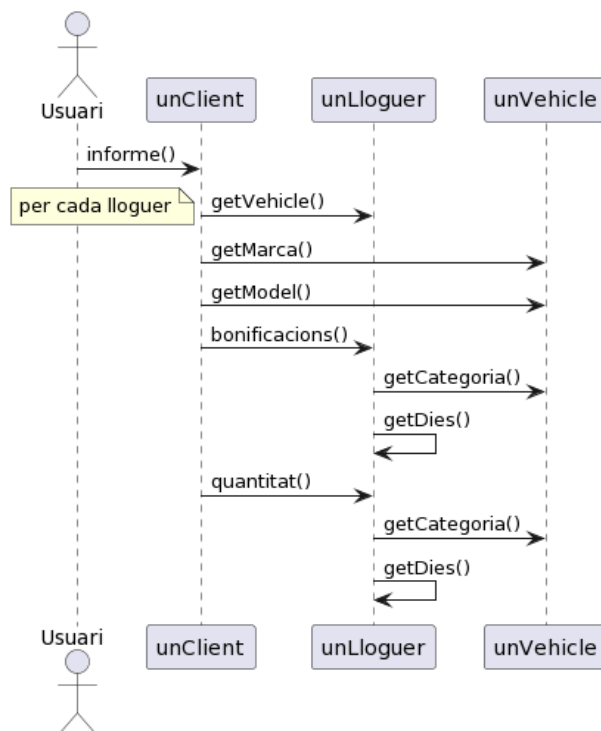 Usuari
unClient
unLloguer
unVehicle
informe()
per cada lloguer
getVehicle()
getMarca()
getModel()
bonificacions()
getCategoria()
getDies()
quantitat()
getCategoria()
getDies()
Usuari
unClient
unLloguer
unVehicle